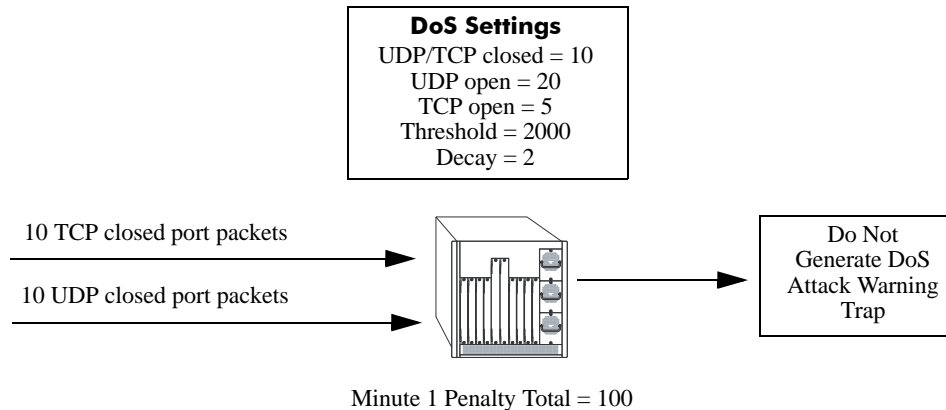 DoS Settings
UDP/TCP closed = 10
UDP open = 20
TCP open = 5
Threshold = 2000
Decay = 2
10 TCP closed port packets
10 UDP closed port packets
Do Not
Generate DoS
Attack Warning
Trap
Minute 1 Penalty Total = 100